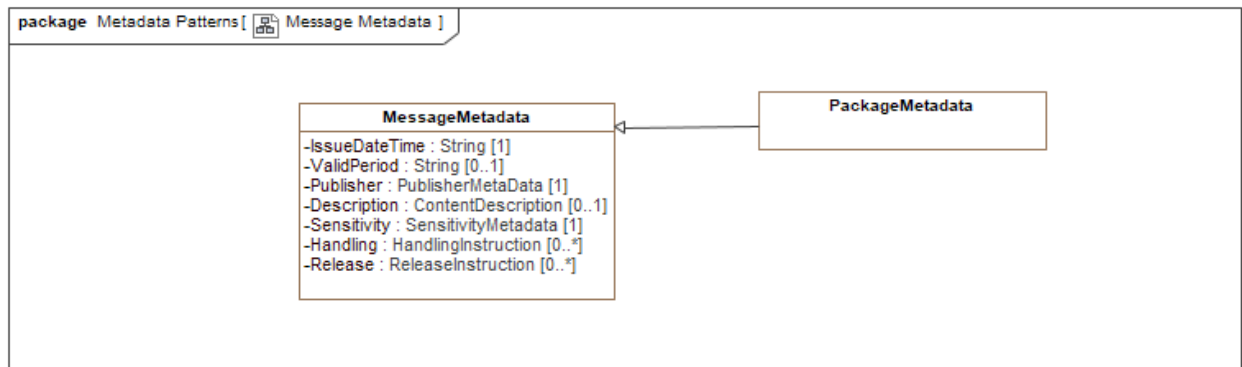 package Metadata Patterns[ Message Metadata ]
MessageMetadata
-IssueDateTime : String [1]
-ValidPeriod : String [0..1]
-Publisher : PublisherMetaData [1]
-Description : ContentDescription [0..1]
-Sensitivity : SensitivityMetadata [1]
-Handling : HandlingInstruction [0..*]
-Release : ReleaseInstruction [0..*]
PackageMetadata